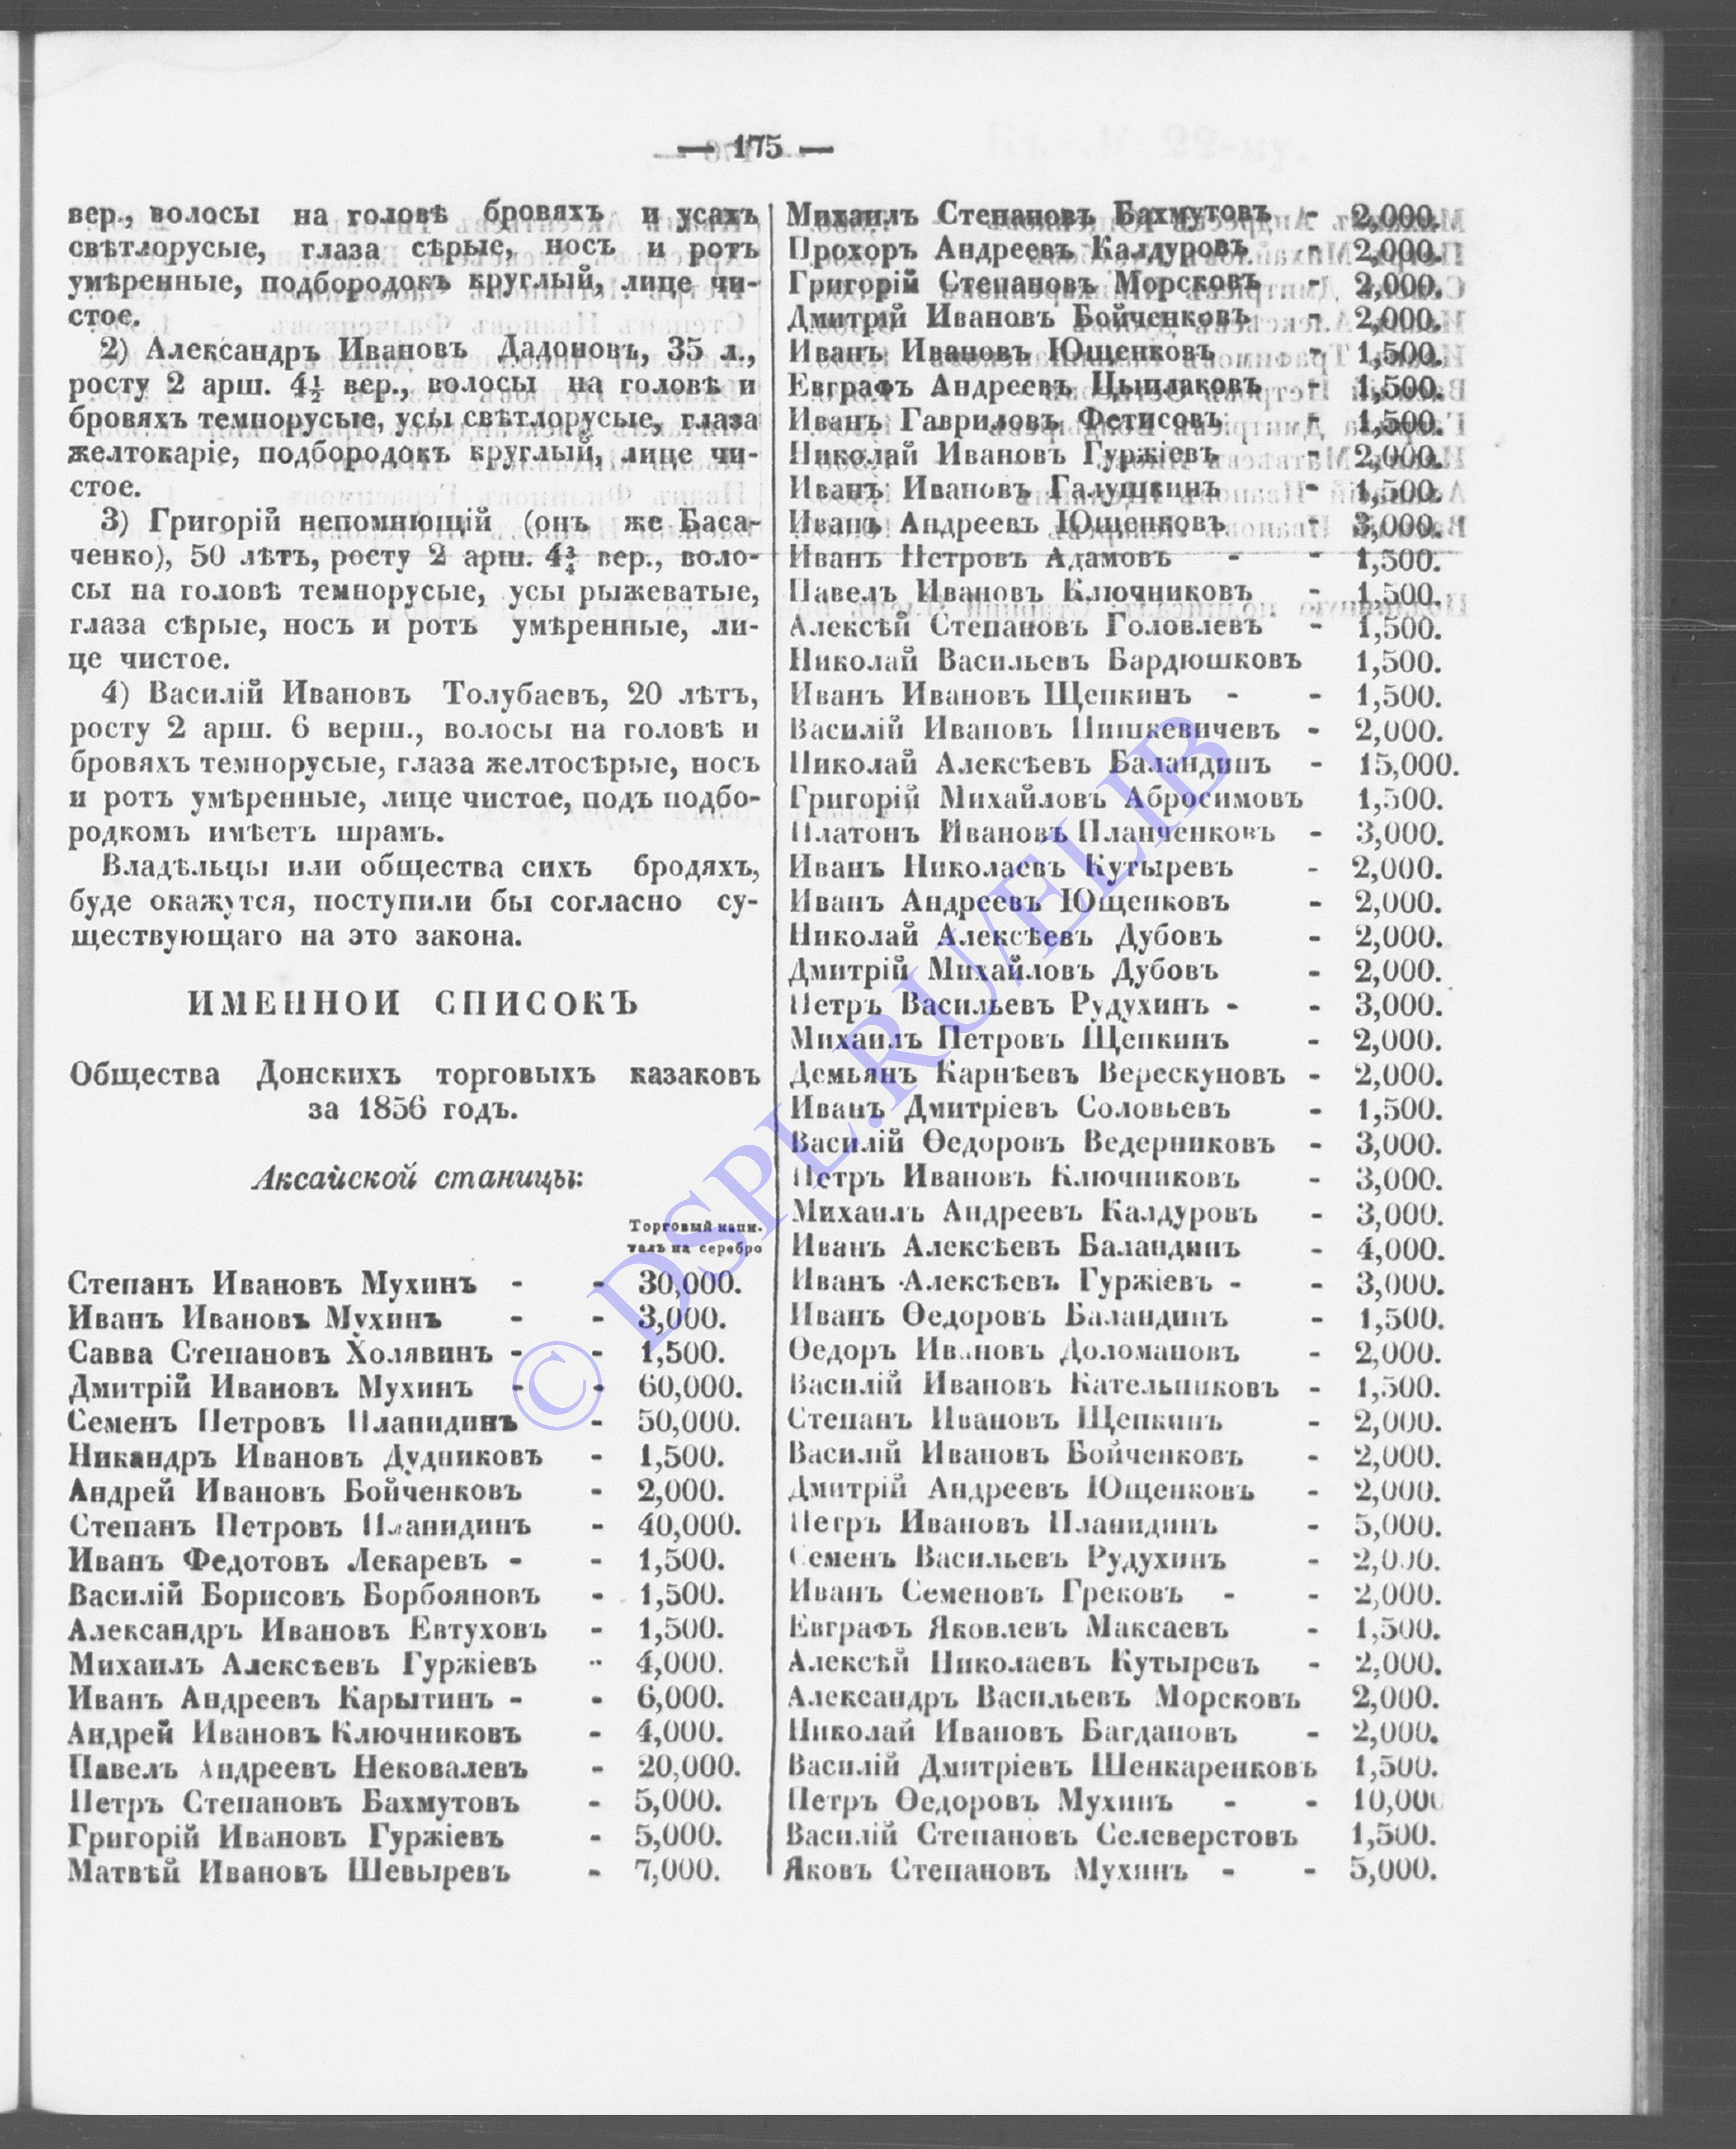 — 175 —
вер., волосы на головѣ бровяхъ и усахъ
свѣтлорусые, глаза сѣрые, носъ и ротъ
умѣренные, подбородокъ круглый, лице чи-
стое.
2) Александръ Ивановъ Дадоновъ, 35 л.,
росту 2 арш. 4½ вер., волосы на головѣ и
бровяхъ темнорусые, усы свѣтлорусые, глаза
желтокаріе, подбородокъ круглый, лице чи-
стое.
3) Григорій непомнющій (онъ же Баса-
ченко), 50 лѣтъ, росту 2 арш. 4¾ вер., воло-
сы на головѣ темнорусые, усы рыжеватые,
глаза сѣрые, носъ и ротъ умѣренные, ли-
це чистое.
4) Василій Ивановъ Толубаевъ, 20 лѣтъ,
росту 2 арш. 6 верш., волосы на головѣ и
бровяхъ темнорусые, глаза желтосѣрые, носъ
и ротъ умѣренные, лице чистое, подъ подбо-
родкомъ имѣетъ шрамъ.
Владѣльцы или общества сихъ бродяхъ,
буде окажутся, поступили бы согласно су-
ществующаго на это закона.
ИМЕННОЙ СПИСОКЪ
Общества Донскихъ торговыхъ казаковъ
за 1856 годъ.
Аксайской станицы:
Торговый капи-
талъ на серебро
Степанъ Ивановъ Мухинъ - - 30,000.
Иванъ Ивановъ Мухинъ - - 3,000.
Савва Степановъ Холявинъ - - 1,500.
Дмитрій Ивановъ Мухинъ - - 60,000.
Семенъ Петровъ Планидинъ - 50,000.
Никандръ Ивановъ Дудниковъ - 1,500.
Андрей Ивановъ Бойченковъ - 2,000.
Степанъ Петровъ Планидинъ - 40,000.
Иванъ Федотовъ Лекаревъ - - 1,500.
Василій Борисовъ Борбояновъ - 1,500.
Александръ Ивановъ Евтуховъ - 1,500.
Михаилъ Алексѣевъ Гуржіевъ - 4,000.
Иванъ Андреевъ Карытинъ - - 6,000.
Андрей Ивановъ Ключниковъ - 4,000.
Павелъ Андреевъ Нековалевъ - 20,000.
Петръ Степановъ Бахмутовъ - 5,000.
Григорій Ивановъ Гуржіевъ - 5,000.
Матвѣй Ивановъ Шевыревъ - 7,000.
Михаилъ Степановъ Бахмутовъ - 2,000.
Прохоръ Андреевъ Калдуровъ - 2,000.
Григорій Степановъ Морсковъ - 2,000.
Дмитрій Ивановъ Бойченковъ - 2,000.
Иванъ Ивановъ Ющенковъ - 1,500.
Евграфъ Андреевъ Цыплаковъ - 1,500.
Иванъ Гавриловъ Фетисовъ - 1,500.
Николай Ивановъ Гуржіевъ - 2,000.
Иванъ Ивановъ Галушкинъ - 1,500.
Иванъ Андреевъ Ющенковъ - 3,000.
Иванъ Петровъ Адамовъ - - 1,500.
Павелъ Ивановъ Ключниковъ - 1,500.
Алексѣй Степановъ Головлевъ - 1,500.
Николай Васильевъ Бардюшковъ 1,500.
Иванъ Ивановъ Щепкинъ - - 1,500.
Василій Ивановъ Пишкевичевъ - 2,000.
Николай Алексѣевъ Баландинъ - 15,000.
Григорій Михайловъ Абросимовъ 1,500.
Платонъ Ивановъ Планченковъ - 3,000.
Иванъ Николаевъ Кутыревъ - 2,000.
Иванъ Андреевъ Ющенковъ - 2,000.
Николай Алексѣевъ Дубовъ - 2,000.
Дмитрій Михайловъ Дубовъ - 2,000.
Петръ Васильевъ Рудухинъ - - 3,000.
Михаилъ Петровъ Щепкинъ - 2,000.
Демьянъ Карнѣевъ Верескуновъ - 2,000.
Иванъ Дмитріевъ Соловьевъ - 1,500.
Василій Ѳедоровъ Ведерниковъ - 3,000.
Петръ Ивановъ Ключниковъ - 3,000.
Михаилъ Андреевъ Калдуровъ - 3,000.
Иванъ Алексѣевъ Баландинъ - 4,000.
Иванъ Алексѣевъ Гуржіевъ - - 3,000.
Иванъ Ѳедоровъ Баландинъ - 1,500.
Ѳедоръ Ивановъ Доломановъ - 2,000.
Василій Ивановъ Кательниковъ - 1,500.
Степанъ Ивановъ Щепкинъ - 2,000.
Василій Ивановъ Бойченковъ - 2,000.
Дмитрій Андреевъ Ющенковъ - 2,000.
Петръ Ивановъ Планидинъ - 5,000.
Семенъ Васильевъ Рудухинъ - 2,000.
Иванъ Семеновъ Грековъ - - 2,000.
Евграфъ Яковлевъ Максаевъ - 1,500.
Алексѣй Николаевъ Кутыревъ - 2,000.
Александръ Васильевъ Морсковъ 2,000.
Николай Ивановъ Багдановъ - 2,000.
Василій Дмитріевъ Шенкаренковъ 1,500.
Петръ Ѳедоровъ Мухинъ - - 10,000
Василій Степановъ Селеверстовъ 1,500.
Яковъ Степановъ Мухинъ - - 5,000.
© DSPL.RU/ELIB